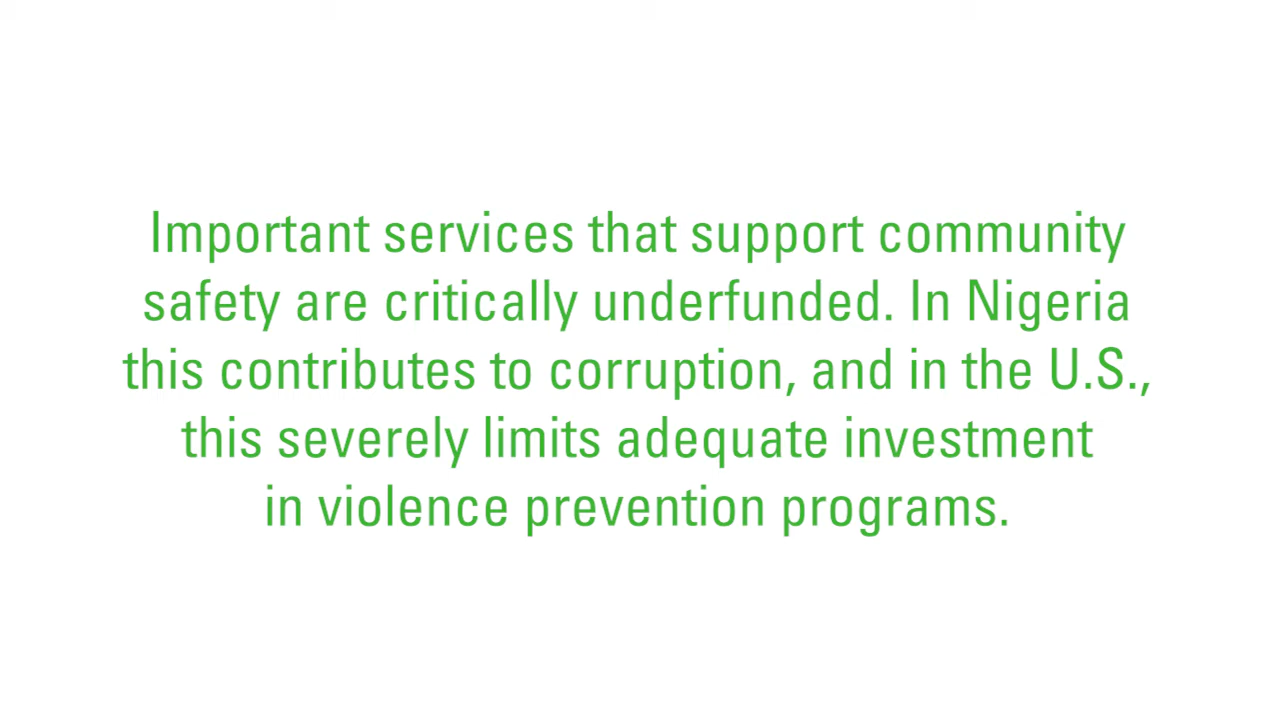 Important services that support community
safety are critically underfunded. In Nigeria
this contributes to corruption, and in the U.S.,
this severely limits adequate investment
in violence prevention programs.